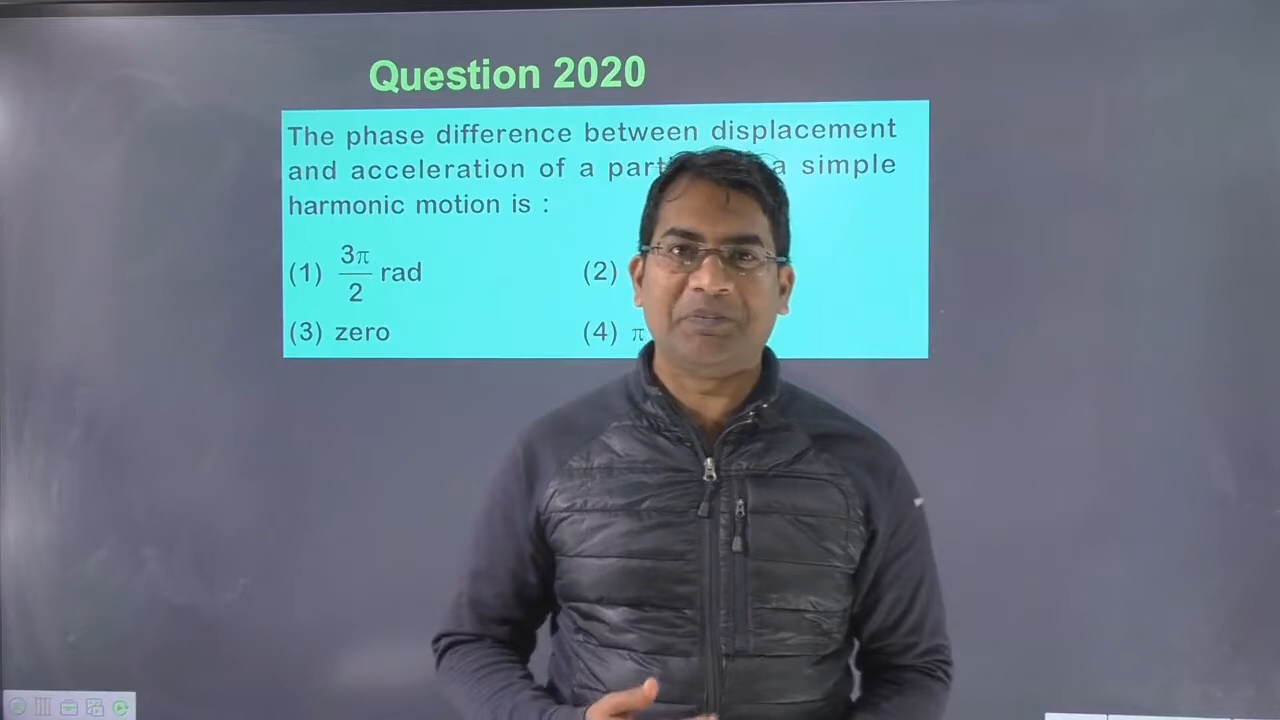 Question 2020
The phase difference between displacement
and acceleration of a a simple
harmonic motion is :
(1) 3π/2 rad (2)
(3) zero (4) π